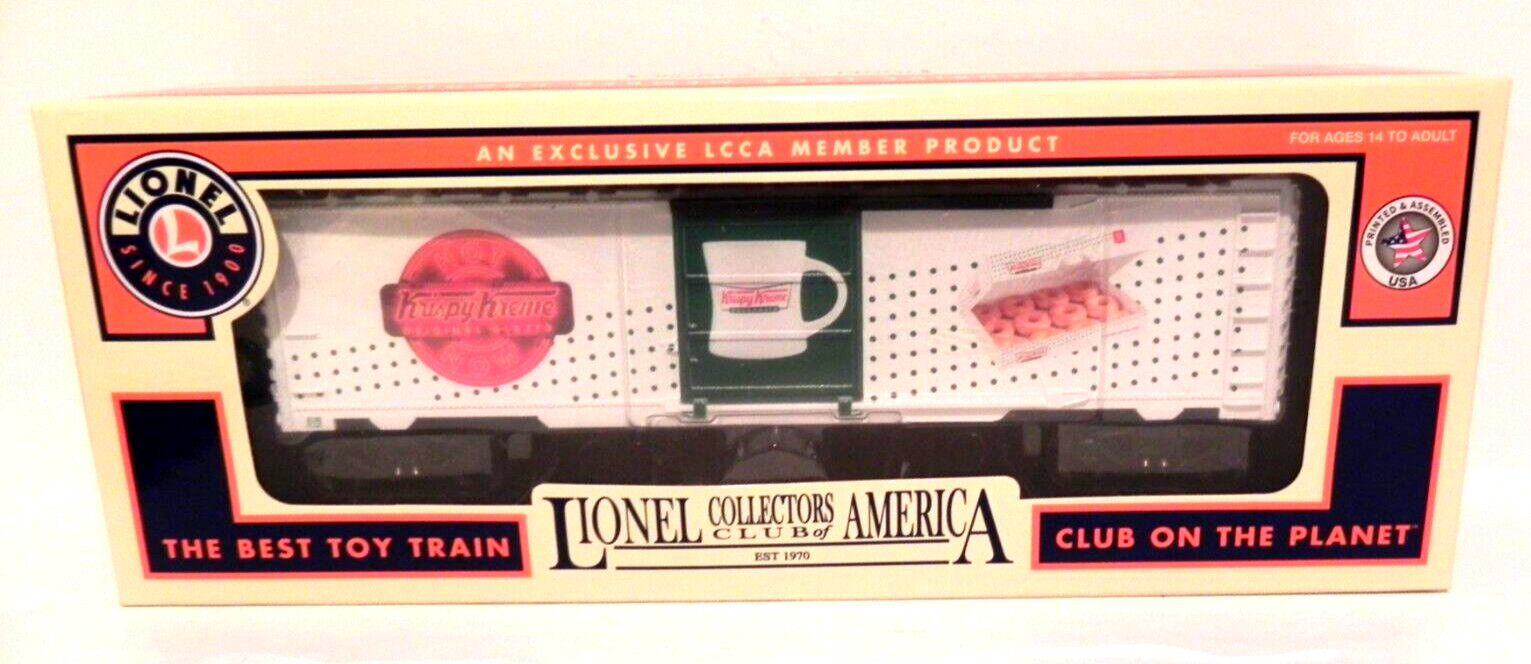 AN EXCLUSIVE LCCA MEMBER PRODUCT
FOR AGES 14 TO ADULT
LIONEL
L
SINCE 1900
®
PRINTED & ASSEMBLED
USA
HOT
Krispy Kreme
ORIGINAL GLAZED
NOW
Krispy Kreme
DOUGHNUTS
THE BEST TOY TRAIN
LIONEL COLLECTORS CLUB of AMERICA
EST 1970
CLUB ON THE PLANET™